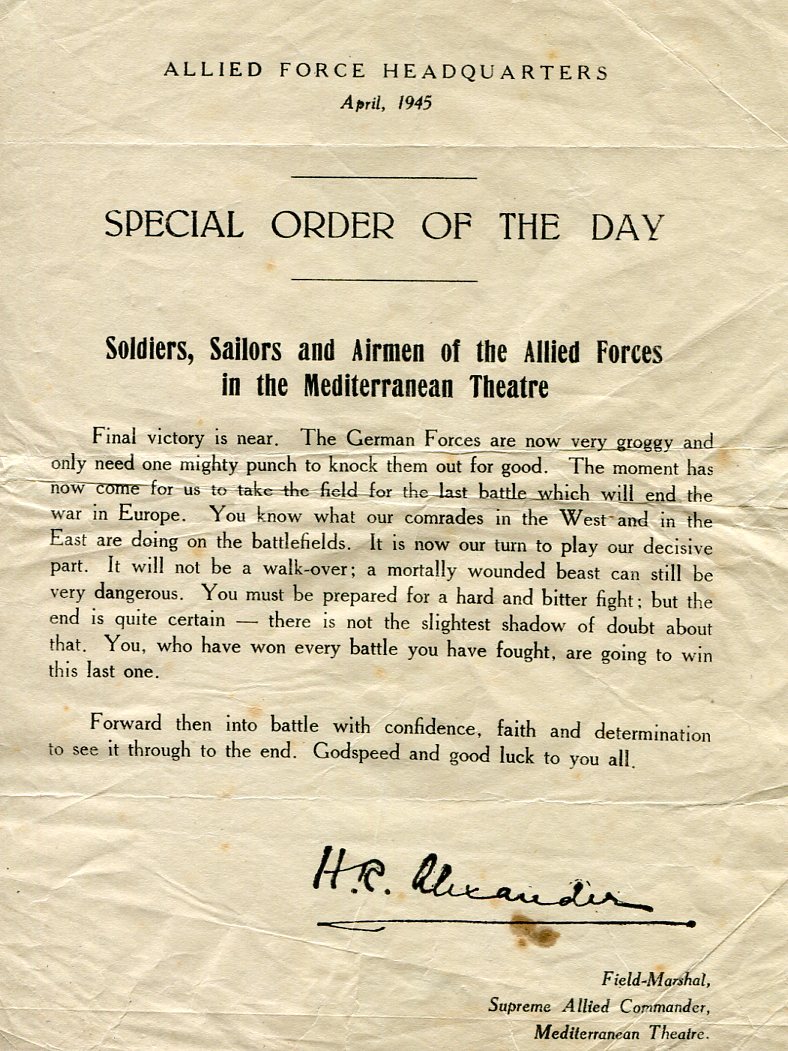 ALLIED FORCE HEADQUARTERS
April, 1945
SPECIAL ORDER OF THE DAY
Soldiers, Sailors and Airmen of the Allied Forces
in the Mediterranean Theatre
Final victory is near. The German Forces are now very groggy and
only need one mighty punch to knock them out for good. The moment has
now come for us to take the field for the last battle which will end the
war in Europe. You know what our comrades in the West and in the
East are doing on the battlefields. It is now our turn to play our decisive
part. It will not be a walk-over; a mortally wounded beast can still be
very dangerous. You must be prepared for a hard and bitter fight; but the
end is quite certain — there is not the slightest shadow of doubt about
that. You, who have won every battle you have fought, are going to win
this last one.
Forward then into battle with confidence, faith and determination
to see it through to the end. Godspeed and good luck to you all.
H.R. Alexander
Field-Marshal,
Supreme Allied Commander,
Mediterranean Theatre.